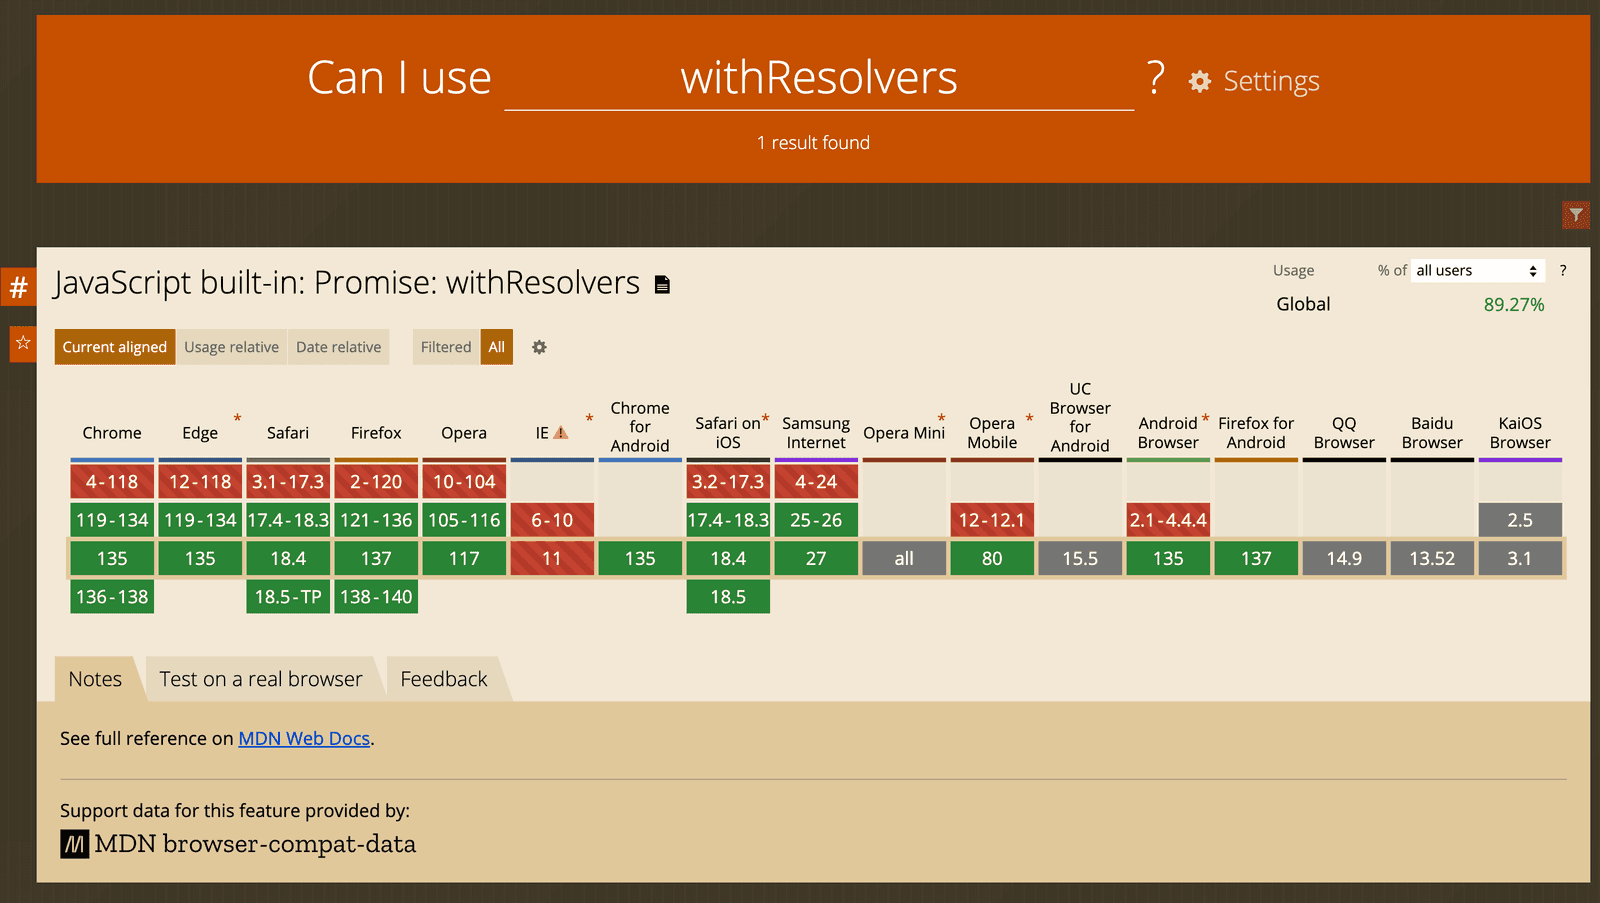 Can I use withResolvers ? Settings
1 result found
# JavaScript built-in: Promise: withResolvers
Usage % of all users ?
Global 89.27%
Current aligned Usage relative Date relative Filtered All
Chrome Edge * Safari Firefox Opera IE * Chrome for Android Safari on iOS * Samsung Internet Opera Mini * Opera Mobile * UC Browser for Android Android Browser * Firefox for Android QQ Browser Baidu Browser KaiOS Browser
4-118 12-118 3.1-17.3 2-120 10-104 3.2-17.3 4-24
119-134 119-134 17.4-18.3 121-136 105-116 6-10 17.4-18.3 25-26 12-12.1 2.1-4.4.4 2.5
135 135 18.4 137 117 11 135 18.4 27 all 80 15.5 135 137 14.9 13.52 3.1
136-138 18.5-TP 138-140 18.5
Notes Test on a real browser Feedback
See full reference on MDN Web Docs.
Support data for this feature provided by:
MDN browser-compat-data